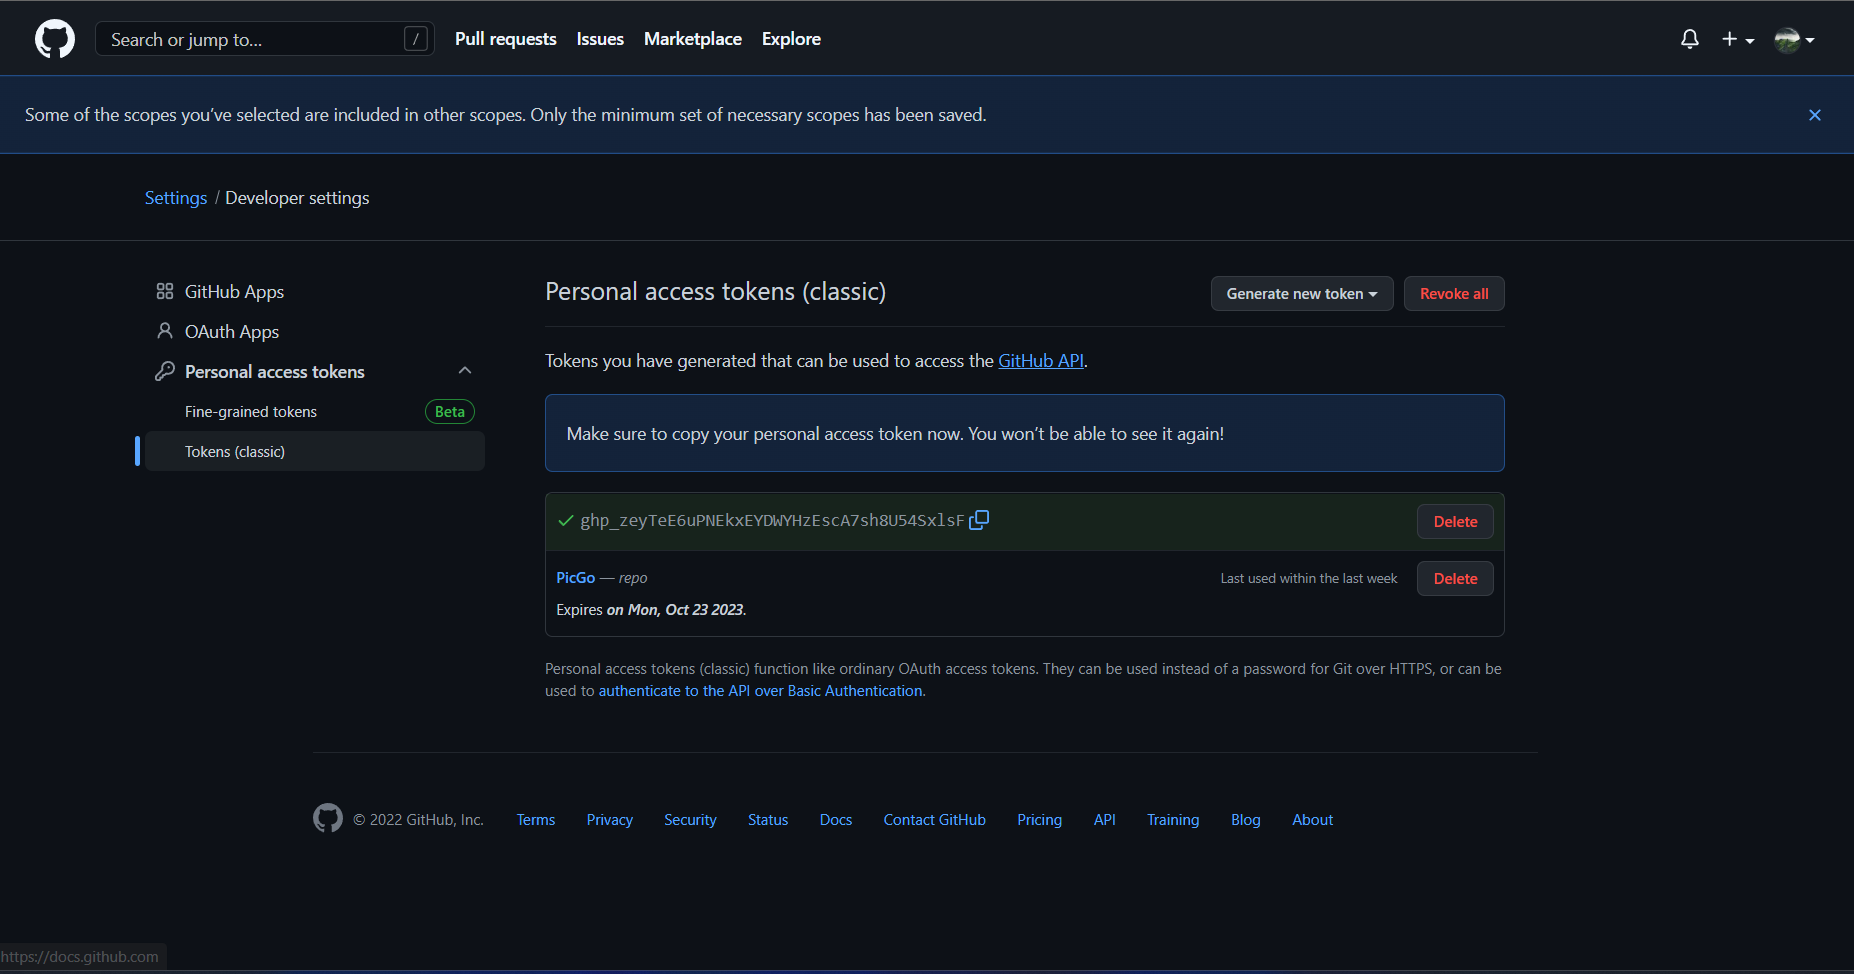 Search or jump to... /
Pull requests Issues Marketplace Explore
Some of the scopes you’ve selected are included in other scopes. Only the minimum set of necessary scopes has been saved.
Settings / Developer settings
GitHub Apps
OAuth Apps
Personal access tokens
Fine-grained tokens Beta
Tokens (classic)
Personal access tokens (classic)
Generate new token Revoke all
Tokens you have generated that can be used to access the GitHub API.
Make sure to copy your personal access token now. You won’t be able to see it again!
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 Delete
PicGo — repo Last used within the last week Delete
Expires on Mon, Oct 23 2023.
Personal access tokens (classic) function like ordinary OAuth access tokens. They can be used instead of a password for Git over HTTPS, or can be
used to authenticate to the API over Basic Authentication.
© 2022 GitHub, Inc. Terms Privacy Security Status Docs Contact GitHub Pricing API Training Blog About
https://docs.github.com